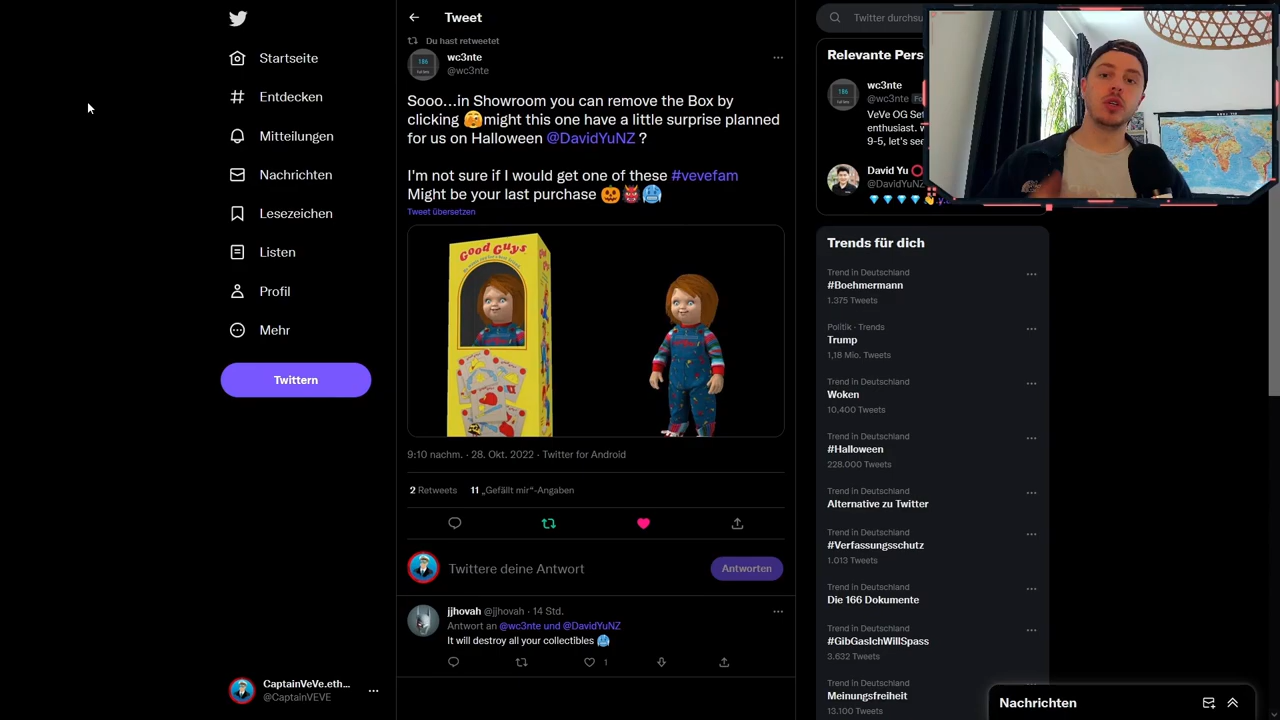 Startseite
Entdecken
Mitteilungen
Nachrichten
Lesezeichen
Listen
Profil
Mehr
Twittern
CaptainVeVe.eth...
@CaptainVEVE
Tweet
Du hast retweetet
wc3nte
@wc3nte
Sooo...in Showroom you can remove the Box by
clicking 🫣might this one have a little surprise planned
for us on Halloween @DavidYuNZ ?
I'm not sure if I would get one of these #vevefam
Might be your last purchase 🎃👹🥶
Tweet übersetzen
Good Guys
9:10 nachm. · 28. Okt. 2022 · Twitter for Android
2 Retweets 11 „Gefällt mir“-Angaben
Twittere deine Antwort
Antworten
jjhovah @jjhovah · 14 Std.
Antwort an @wc3nte und @DavidYuNZ
It will destroy all your collectibles 🥶
1
Twitter durchsu
Relevante Pers
wc3nte
@wc3nte Fo
VeVe OG Set
enthusiast.
9-5, let's see
David Yu ⭕
@DavidYuNZ
💎💎💎💎
Trends für dich
Trend in Deutschland
#Boehmermann
1.375 Tweets
Politik · Trends
Trump
1,18 Mio. Tweets
Trend in Deutschland
Woken
10.400 Tweets
Trend in Deutschland
#Halloween
228.000 Tweets
Trend in Deutschland
Alternative zu Twitter
Trend in Deutschland
#Verfassungsschutz
1.013 Tweets
Trend in Deutschland
Die 166 Dokumente
Trend in Deutschland
#GibGasIchWillSpass
3.632 Tweets
Trend in Deutschland
Meinungsfreiheit
13.100 Tweets
Nachrichten